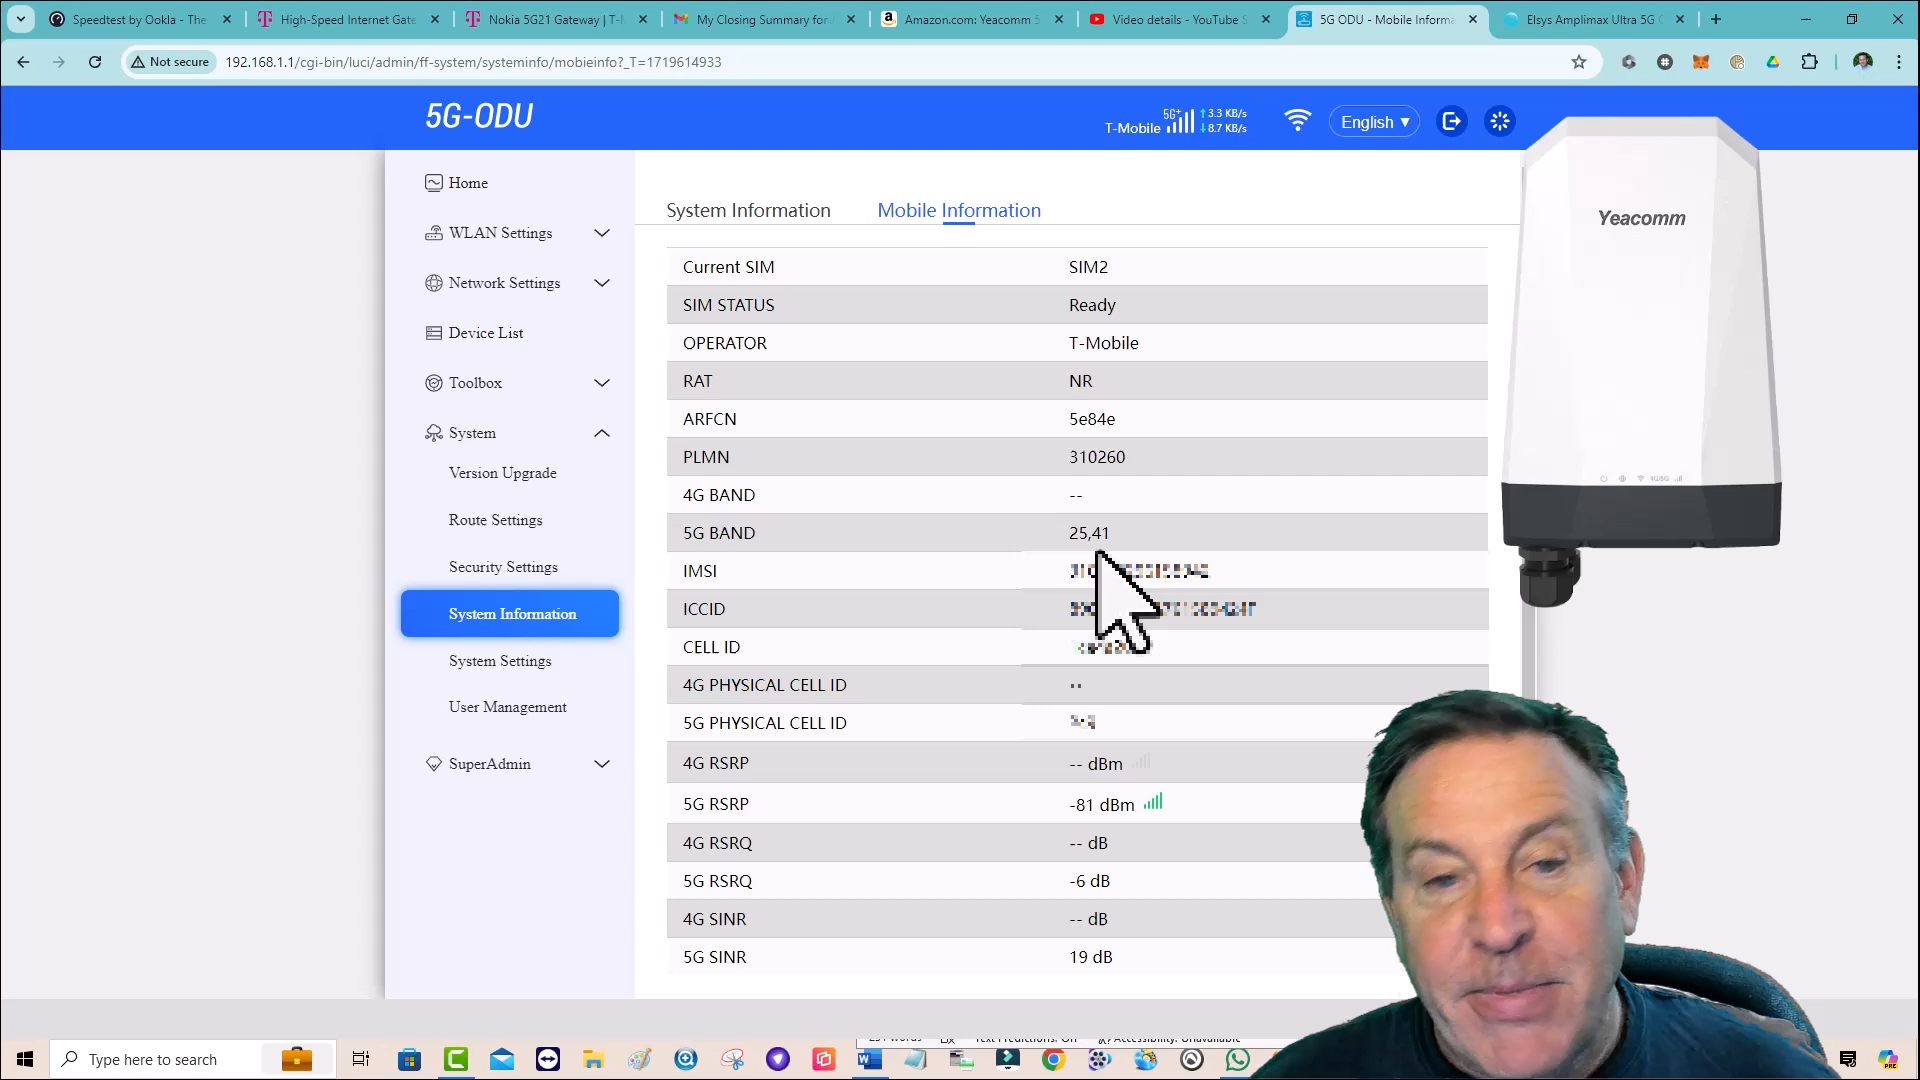 Speedtest by Ookla - The
High-Speed Internet Gate
Nokia 5G21 Gateway | T-M
My Closing Summary for
Amazon.com: Yeacomm 5
Video details - YouTube S
5G ODU - Mobile Informa
Elsys Amplimax Ultra 5G
Not secure
192.168.1.1/cgi-bin/luci/admin/ff-system/systeminfo/mobieinfo?_T=1719614933
5G-ODU
T-Mobile
5G+
3.3 KB/s
8.7 KB/s
English
Home
WLAN Settings
Network Settings
Device List
Toolbox
System
Version Upgrade
Route Settings
Security Settings
System Information
System Settings
User Management
SuperAdmin
System Information
Mobile Information
Current SIM SIM2
SIM STATUS Ready
OPERATOR T-Mobile
RAT NR
ARFCN 5e84e
PLMN 310260
4G BAND --
5G BAND 25,41
IMSI
ICCID
CELL ID
4G PHYSICAL CELL ID --
5G PHYSICAL CELL ID
4G RSRP -- dBm
5G RSRP -81 dBm
4G RSRQ -- dB
5G RSRQ -6 dB
4G SINR -- dB
5G SINR 19 dB
Yeacomm
Type here to search